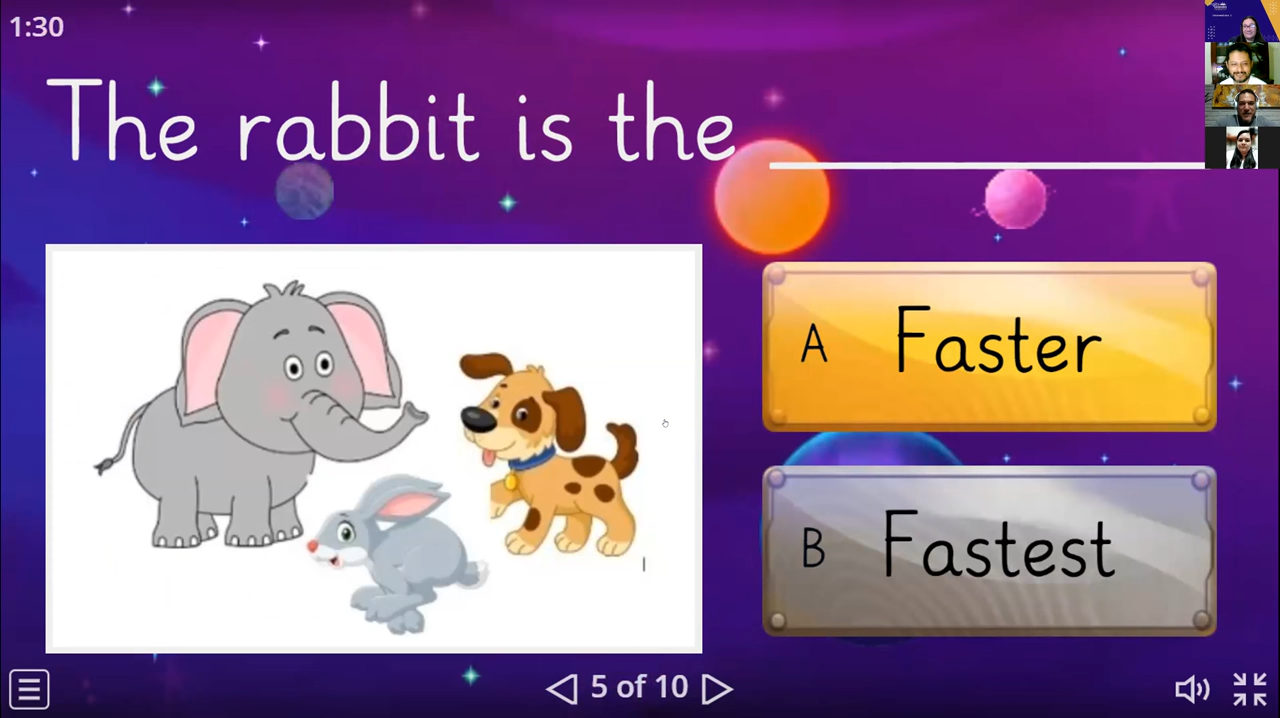 1:30
The rabbit is the
A Faster
B Fastest
5 of 10